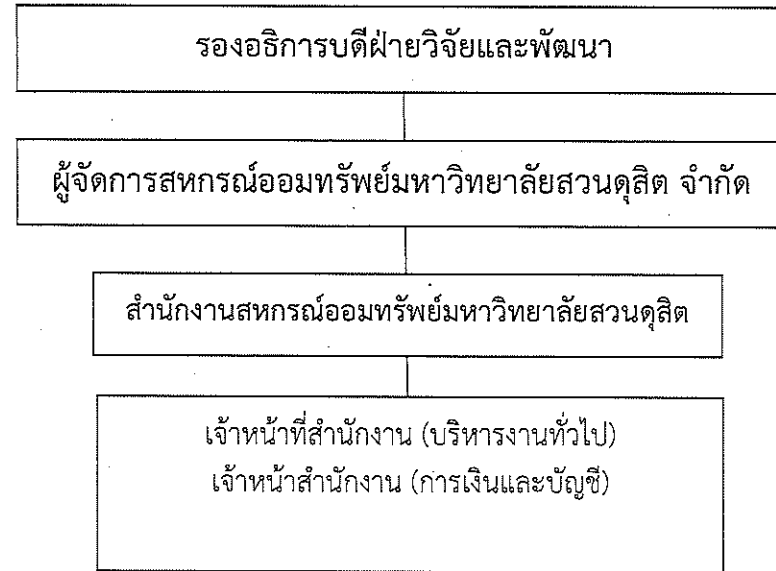 รองอธิการบดีฝ่ายวิจัยและพัฒนา
ผู้จัดการสหกรณ์ออมทรัพย์มหาวิทยาลัยสวนดุสิต จำกัด
สำนักงานสหกรณ์ออมทรัพย์มหาวิทยาลัยสวนดุสิต
เจ้าหน้าที่สำนักงาน (บริหารงานทั่วไป)
เจ้าหน้าสำนักงาน (การเงินและบัญชี)